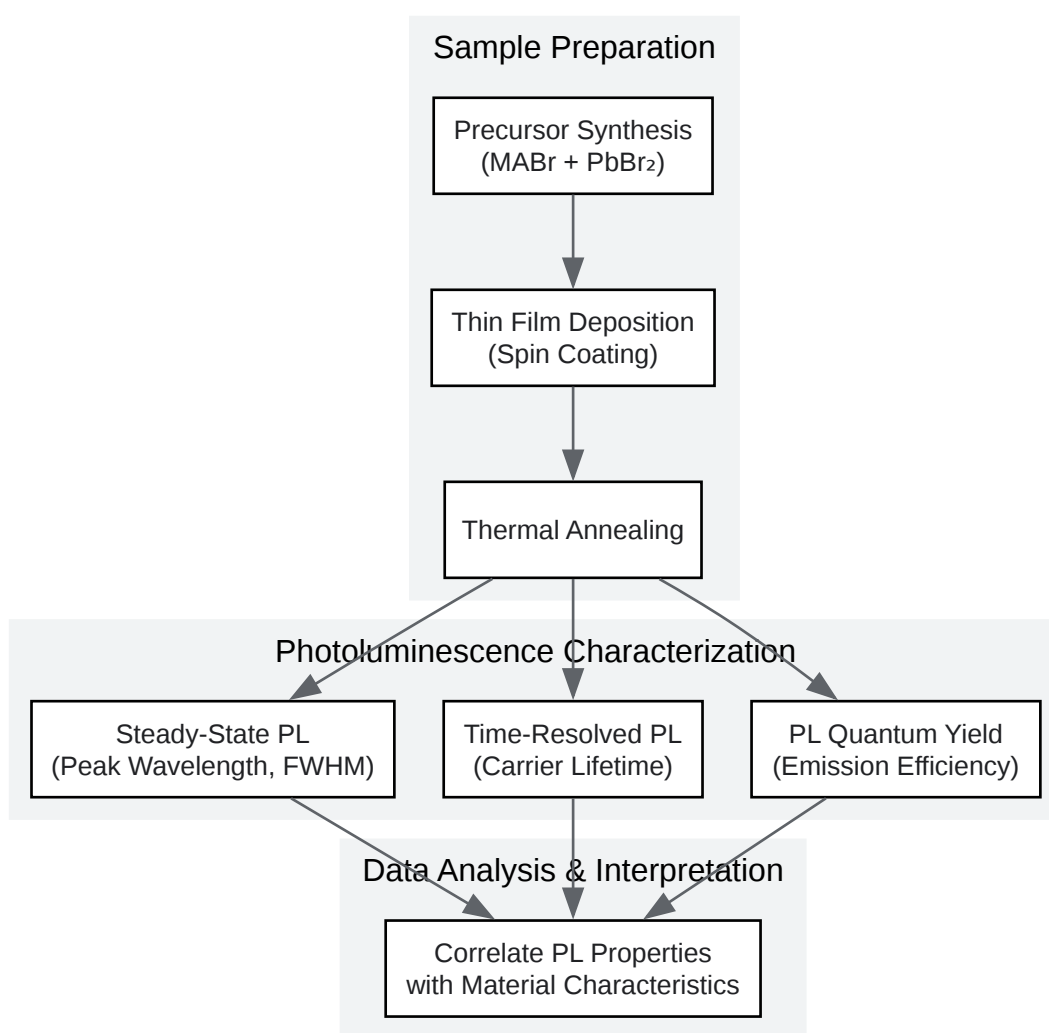 Sample Preparation
Precursor Synthesis
(MABr + PbBr₂)
Thin Film Deposition
(Spin Coating)
Thermal Annealing
Photoluminescence Characterization
Steady-State PL
(Peak Wavelength, FWHM)
Time-Resolved PL
(Carrier Lifetime)
PL Quantum Yield
(Emission Efficiency)
Data Analysis & Interpretation
Correlate PL Properties
with Material Characteristics